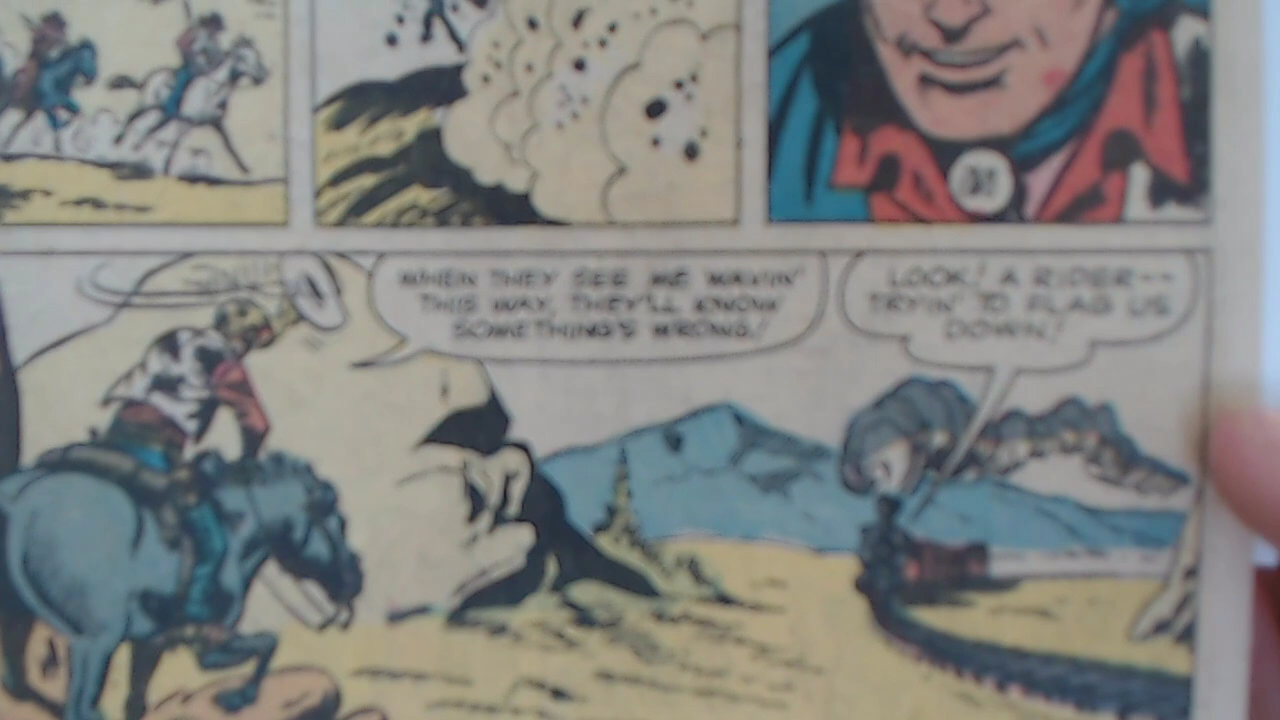 WHEN THEY SEE ME WAVIN'
THIS WAY, THEY'LL KNOW
SOMETHING'S WRONG!
LOOK! A RIDER--
TRYIN' TO FLAG US
DOWN!